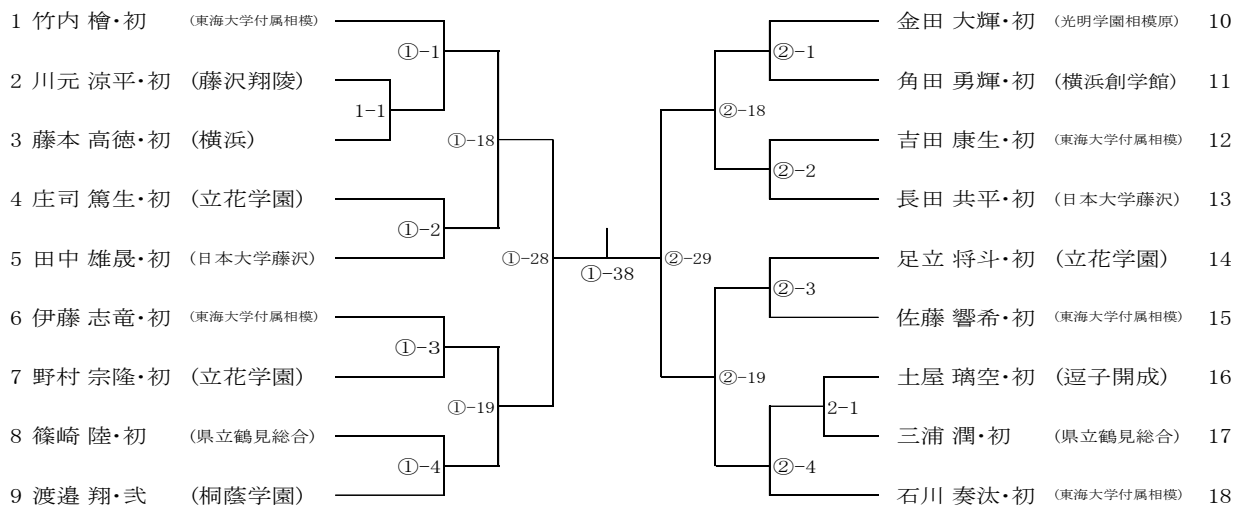 1 竹内 檜・初 (東海大学付属相模)
2 川元 涼平・初 (藤沢翔陵)
3 藤本 高徳・初 (横浜)
4 庄司 篤生・初 (立花学園)
5 田中 雄晟・初 (日本大学藤沢)
6 伊藤 志竜・初 (東海大学付属相模)
7 野村 宗隆・初 (立花学園)
8 篠崎 陸・初 (県立鶴見総合)
9 渡邉 翔・弐 (桐蔭学園)
①-1
1-1
①-18
①-2
①-28
①-3
①-19
①-4
①-38
②-1
②-18
②-2
②-29
②-3
②-19
2-1
②-4
金田 大輝・初 (光明学園相模原) 10
角田 勇輝・初 (横浜創学館) 11
吉田 康生・初 (東海大学付属相模) 12
長田 共平・初 (日本大学藤沢) 13
足立 将斗・初 (立花学園) 14
佐藤 響希・初 (東海大学付属相模) 15
土屋 璃空・初 (逗子開成) 16
三浦 潤・初 (県立鶴見総合) 17
石川 奏汰・初 (東海大学付属相模) 18